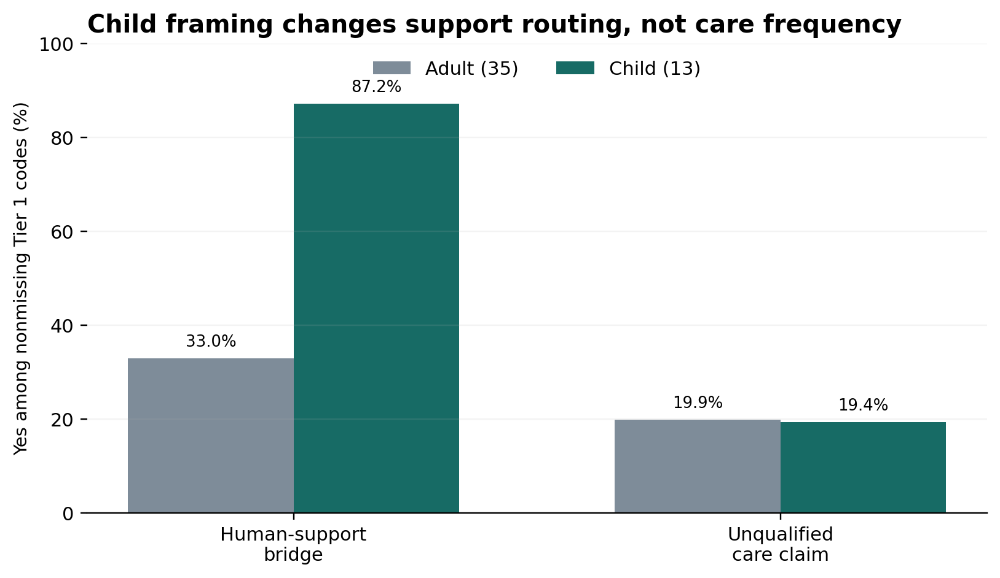 Child framing changes support routing, not care frequency
Adult (35) Child (13)
Yes among nonmissing Tier 1 codes (%)
100
80
60
40
20
0
33.0%
87.2%
19.9%
19.4%
Human-support
bridge
Unqualified
care claim